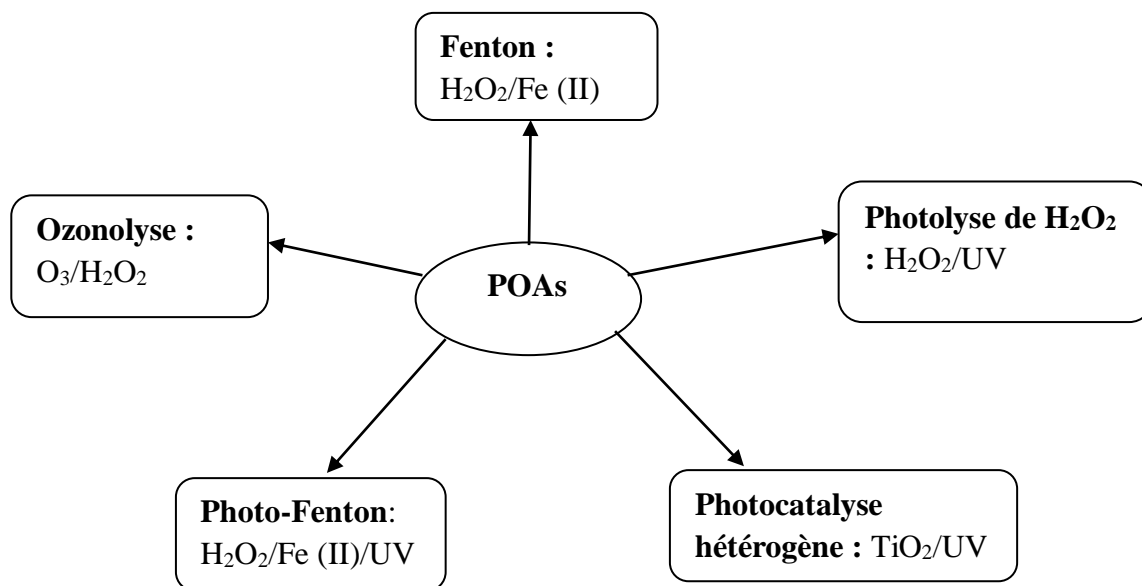 Fenton :
H₂O₂/Fe (II)
Ozonolyse :
O₃/H₂O₂
Photolyse de H₂O₂
: H₂O₂/UV
POAs
Photo-Fenton:
H₂O₂/Fe (II)/UV
Photocatalyse
hétérogène : TiO₂/UV